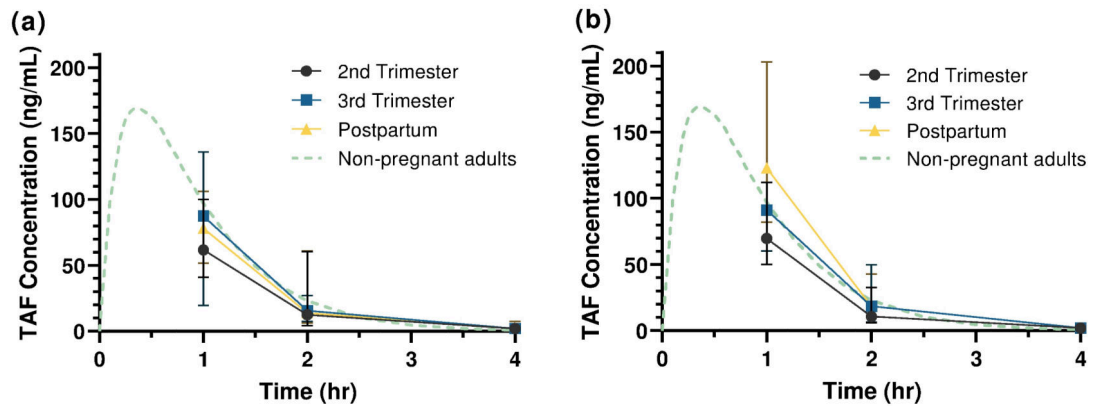 (a)
TAF Concentration (ng/mL)
200
150
100
50
0
2nd Trimester
3rd Trimester
Postpartum
Non-pregnant adults
0 1 2 4
Time (hr)
(b)
TAF Concentration (ng/mL)
200
150
100
50
0
2nd Trimester
3rd Trimester
Postpartum
Non-pregnant adults
0 1 2 4
Time (hr)